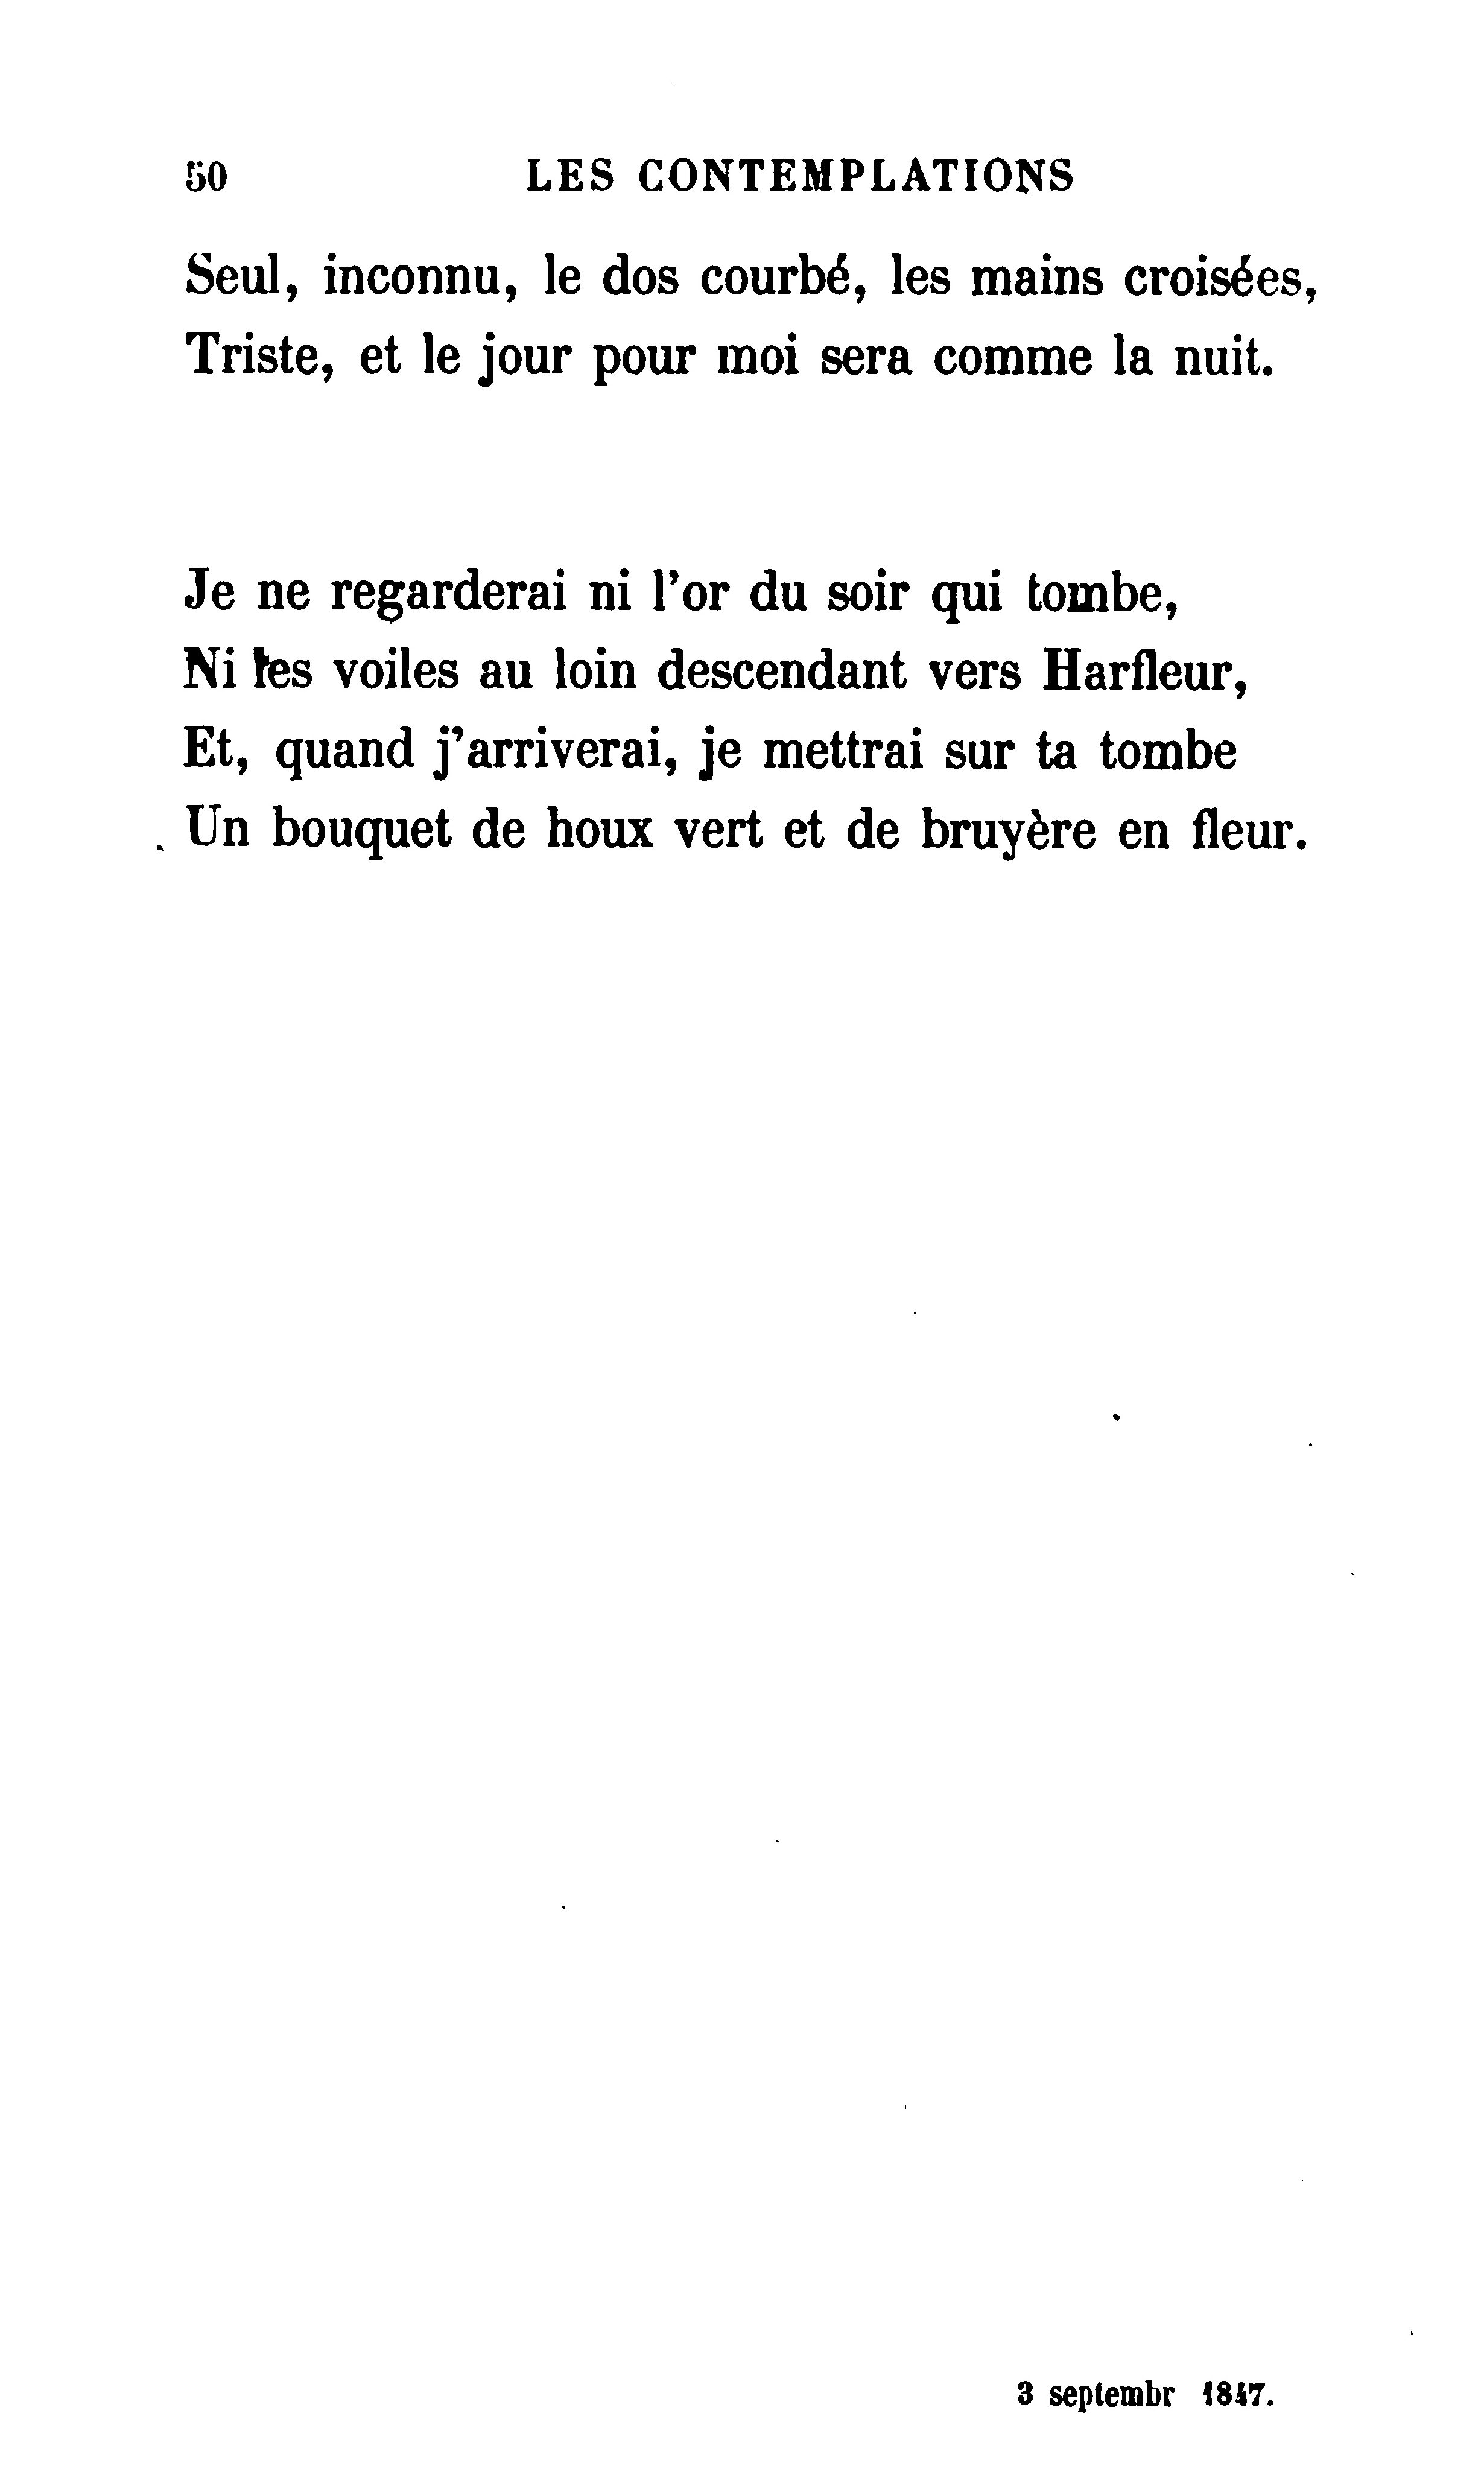 50 LES CONTEMPLATIONS
Seul, inconnu, le dos courbé, les mains croisées,
Triste, et le jour pour moi sera comme la nuit.
Je ne regarderai ni l'or du soir qui tombe,
Ni les voiles au loin descendant vers Harfleur,
Et, quand j'arriverai, je mettrai sur ta tombe
Un bouquet de houx vert et de bruyère en fleur.
3 septembr 1847.